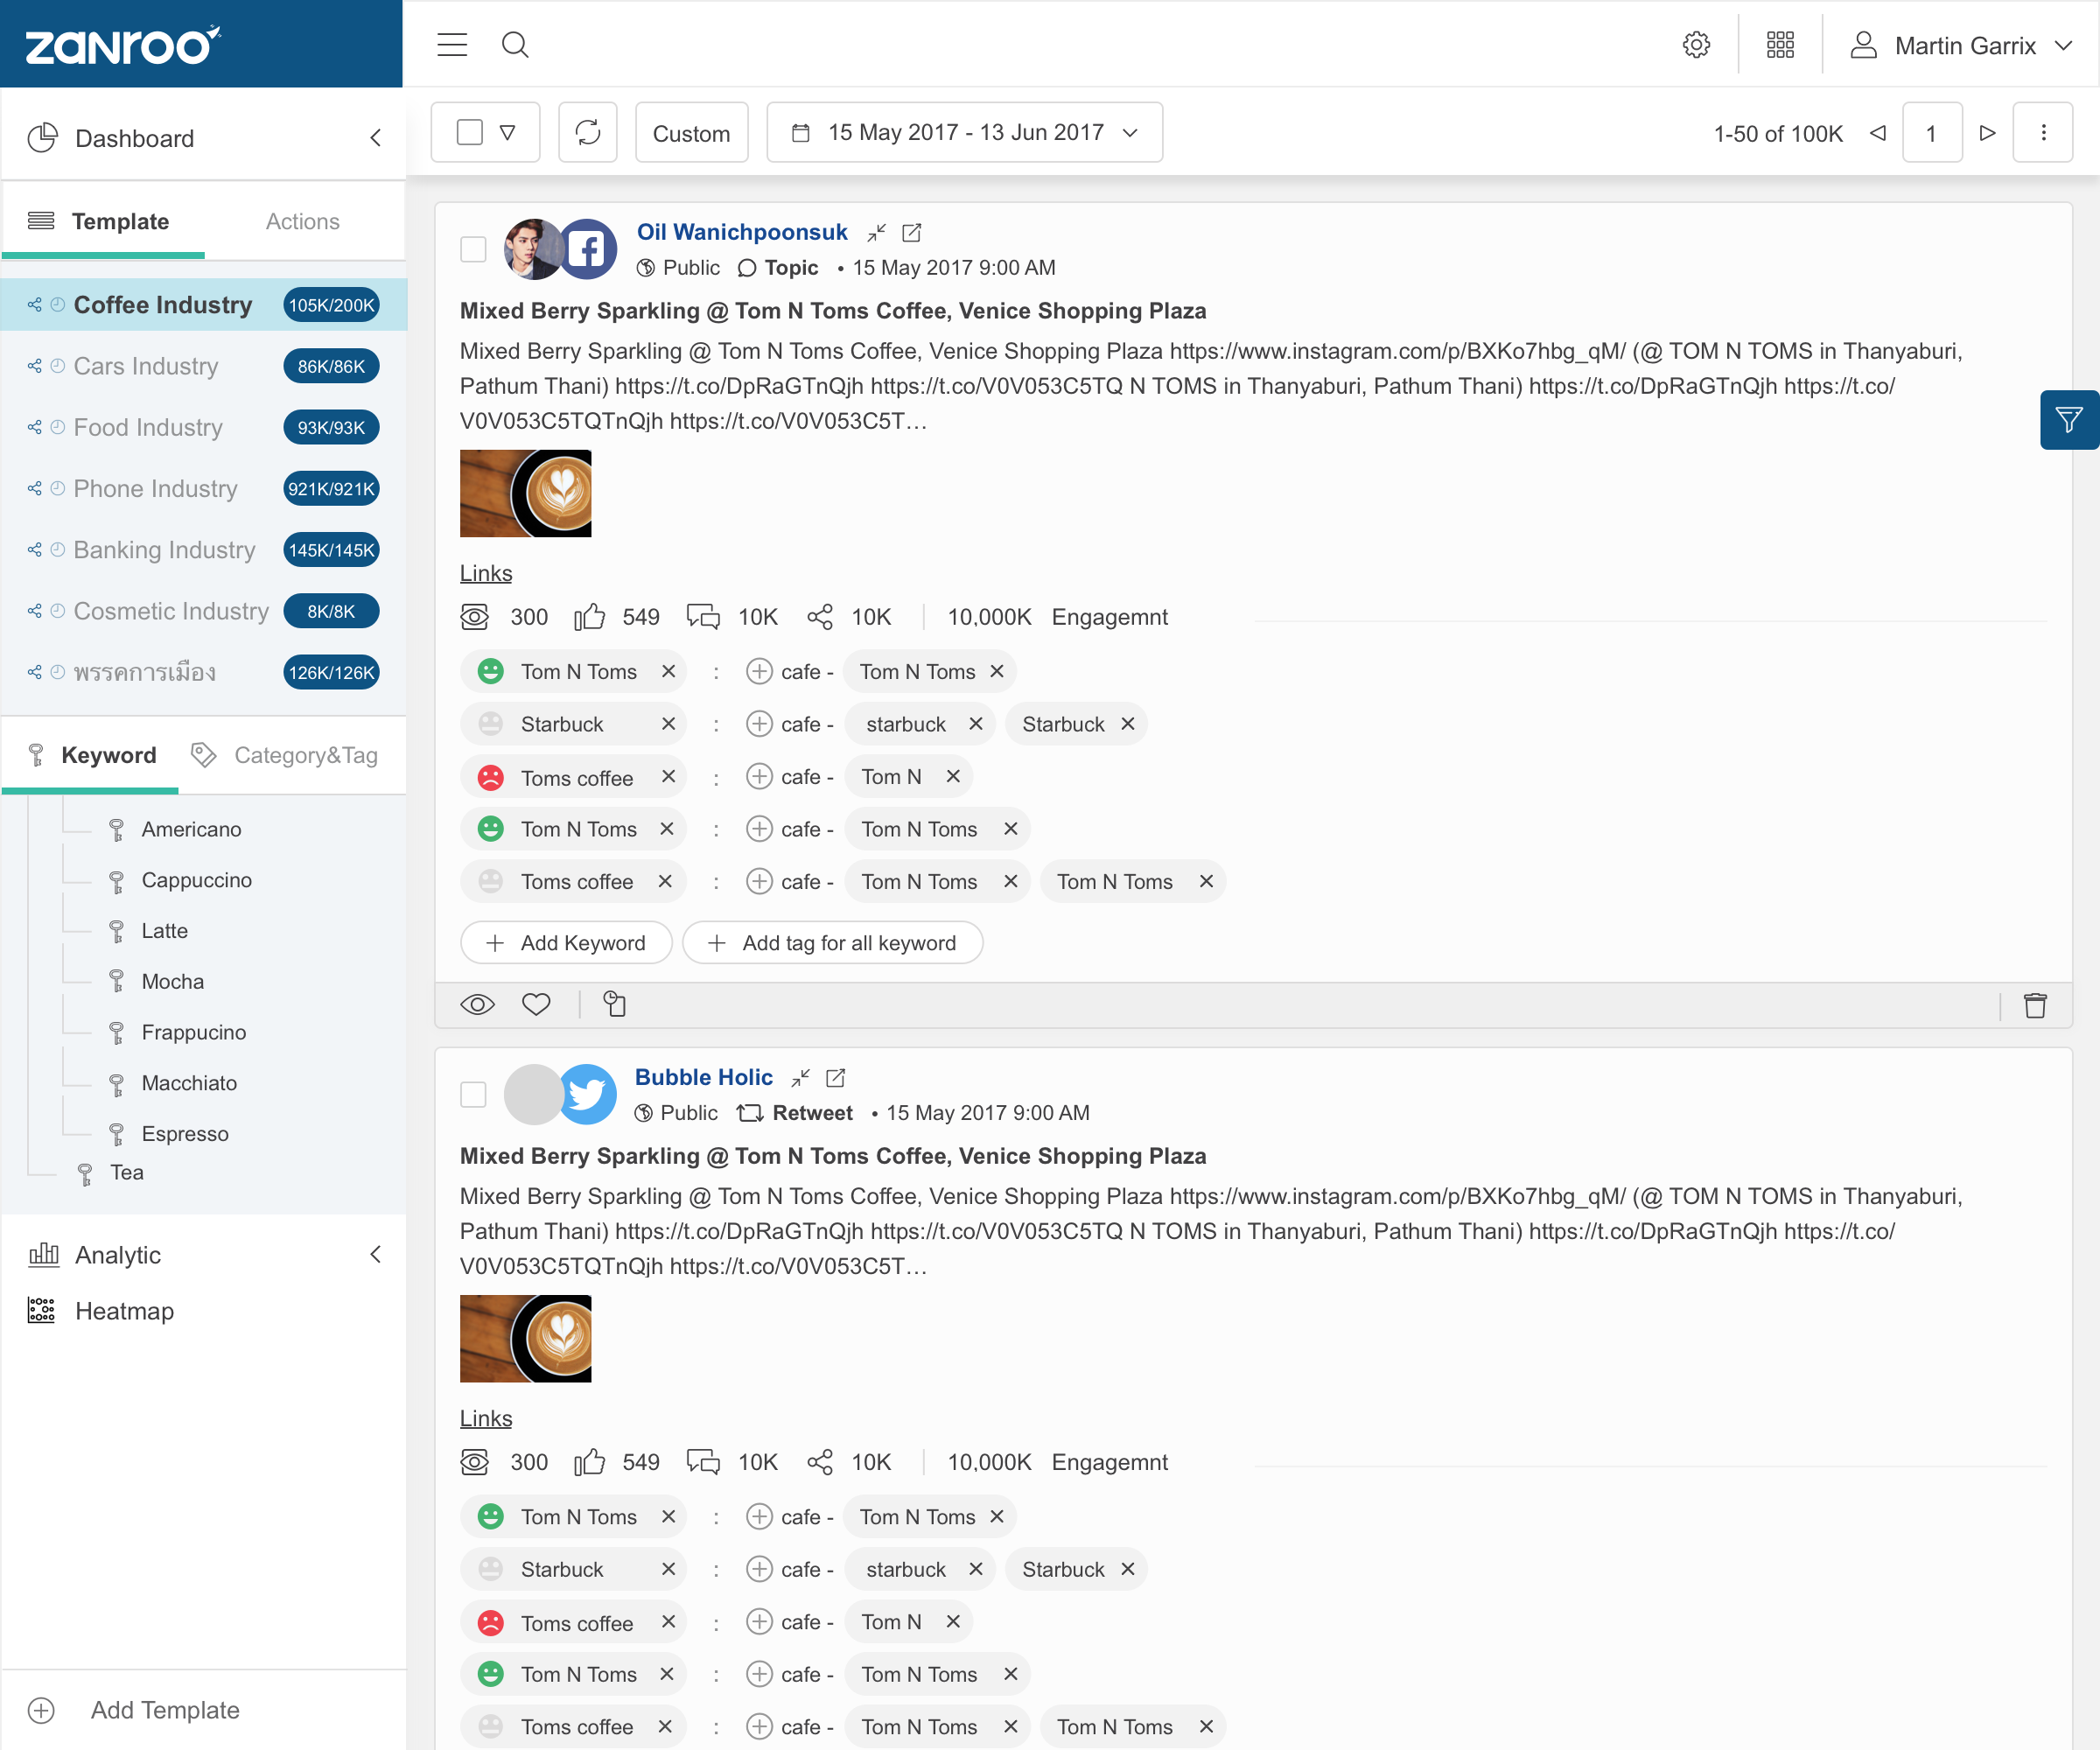 zanroo
Martin Garrix
Dashboard
Custom
15 May 2017 - 13 Jun 2017
1-50 of 100K
1
Template
Actions
Coffee Industry 105K/200K
Cars Industry 86K/86K
Food Industry 93K/93K
Phone Industry 921K/921K
Banking Industry 145K/145K
Cosmetic Industry 8K/8K
พรรคการเมือง 126K/126K
Keyword
Category&Tag
Americano
Cappuccino
Latte
Mocha
Frappucino
Macchiato
Espresso
Tea
Analytic
Heatmap
Add Template
Oil Wanichpoonsuk
Public Topic • 15 May 2017 9:00 AM
Mixed Berry Sparkling @ Tom N Toms Coffee, Venice Shopping Plaza
Mixed Berry Sparkling @ Tom N Toms Coffee, Venice Shopping Plaza https://www.instagram.com/p/BXKo7hbg_qM/ (@ TOM N TOMS in Thanyaburi,
Pathum Thani) https://t.co/DpRaGTnQjh https://t.co/V0V053C5TQ N TOMS in Thanyaburi, Pathum Thani) https://t.co/DpRaGTnQjh https://t.co/
V0V053C5TQTnQjh https://t.co/V0V053C5T…
Links
300 549 10K 10K 10,000K Engagemnt
Tom N Toms : cafe - Tom N Toms
Starbuck : cafe - starbuck Starbuck
Toms coffee : cafe - Tom N
Tom N Toms : cafe - Tom N Toms
Toms coffee : cafe - Tom N Toms Tom N Toms
Add Keyword
Add tag for all keyword
Bubble Holic
Public Retweet • 15 May 2017 9:00 AM
Mixed Berry Sparkling @ Tom N Toms Coffee, Venice Shopping Plaza
Mixed Berry Sparkling @ Tom N Toms Coffee, Venice Shopping Plaza https://www.instagram.com/p/BXKo7hbg_qM/ (@ TOM N TOMS in Thanyaburi,
Pathum Thani) https://t.co/DpRaGTnQjh https://t.co/V0V053C5TQ N TOMS in Thanyaburi, Pathum Thani) https://t.co/DpRaGTnQjh https://t.co/
V0V053C5TQTnQjh https://t.co/V0V053C5T…
Links
300 549 10K 10K 10,000K Engagemnt
Tom N Toms : cafe - Tom N Toms
Starbuck : cafe - starbuck Starbuck
Toms coffee : cafe - Tom N
Tom N Toms : cafe - Tom N Toms
Toms coffee : cafe - Tom N Toms Tom N Toms